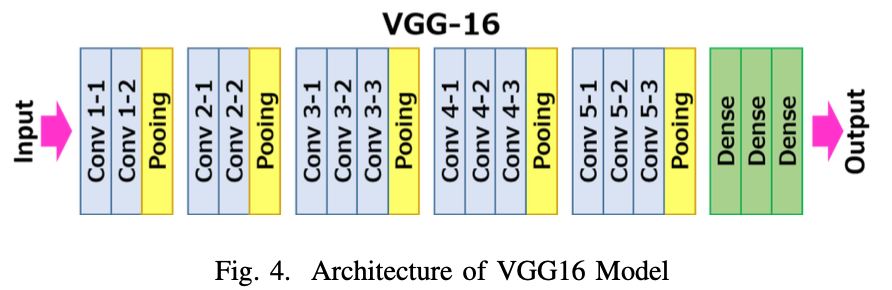 VGG-16
Input
Conv 1-1
Conv 1-2
Pooing
Conv 2-1
Conv 2-2
Pooing
Conv 3-1
Conv 3-2
Conv 3-3
Pooing
Conv 4-1
Conv 4-2
Conv 4-3
Pooing
Conv 5-1
Conv 5-2
Conv 5-3
Pooing
Dense
Dense
Dense
Output
Fig. 4. Architecture of VGG16 Model